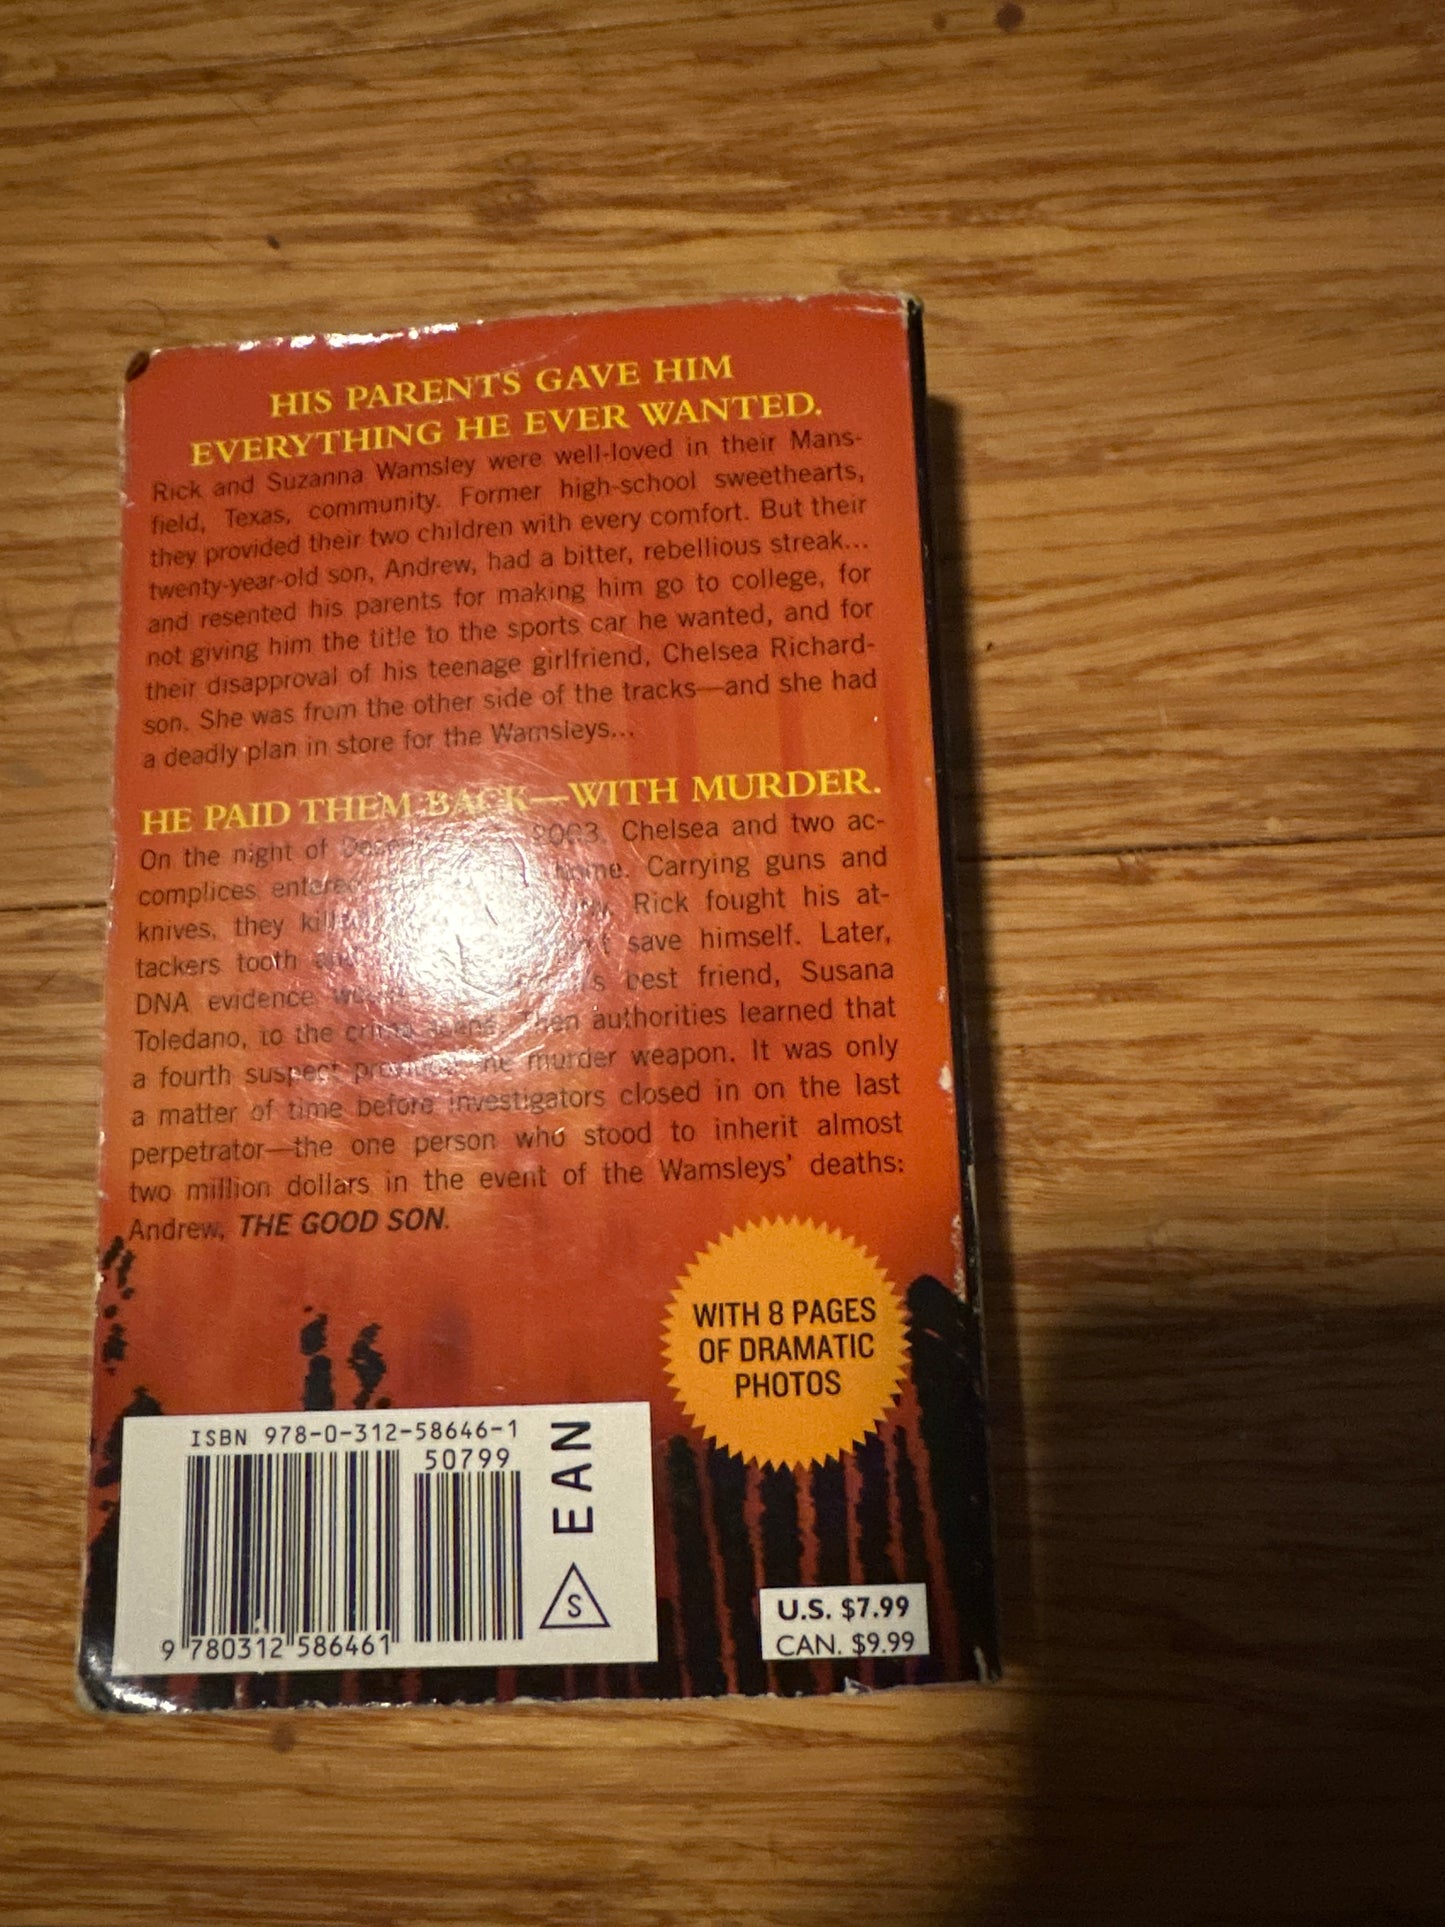 HIS PARENTS GAVE HIM
EVERYTHING HE EVER WANTED.
Rick and Suzanna Wamsley were well-loved in their Mans-
field, Texas, community. Former high-school sweethearts,
they provided their two children with every comfort. But their
twenty-year-old son, Andrew, had a bitter, rebellious streak...
and resented his parents for making him go to college, for
not giving him the title to the sports car he wanted, and for
their disapproval of his teenage girlfriend, Chelsea Richard-
son. She was from the other side of the tracks—and she had
a deadly plan in store for the Wamsleys...
HE PAID THEM BACK—WITH MURDER.
On the night of 2003, Chelsea and two ac-
complices entered home. Carrying guns and
knives, they Rick fought his at-
tackers tooth save himself. Later,
DNA evidence best friend, Susana
Toledano, to the crime scene. Then authorities learned that
a fourth suspect murder weapon. It was only
a matter of time before investigators closed in on the last
perpetrator—the one person who stood to inherit almost
two million dollars in the event of the Wamsleys' deaths:
Andrew, THE GOOD SON.
WITH 8 PAGES
OF DRAMATIC
PHOTOS
ISBN 978-0-312-58646-1
50799
EAN
S
9 780312 586461
U.S. $7.99
CAN. $9.99